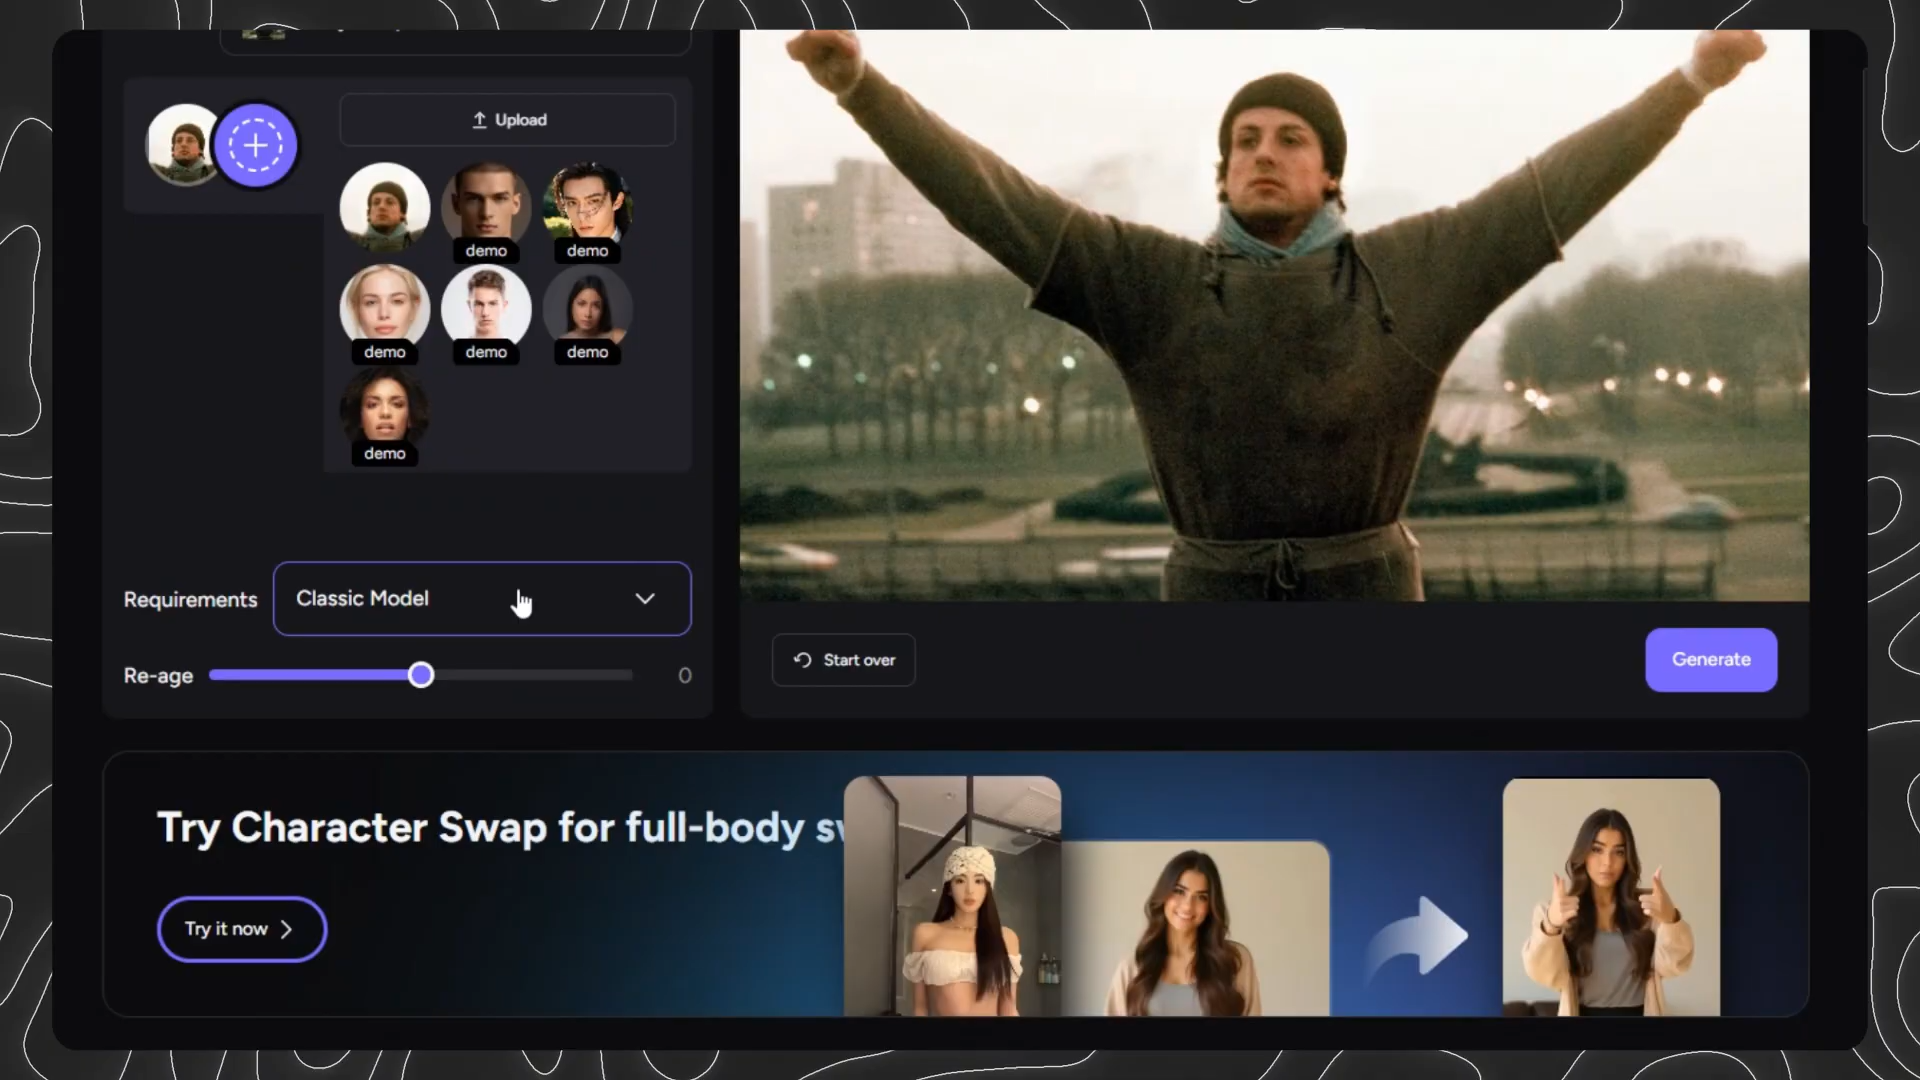 Upload
demo
demo
demo
demo
demo
demo
Requirements
Classic Model
Re-age
0
Start over
Generate
Try Character Swap for full-body
Try it now